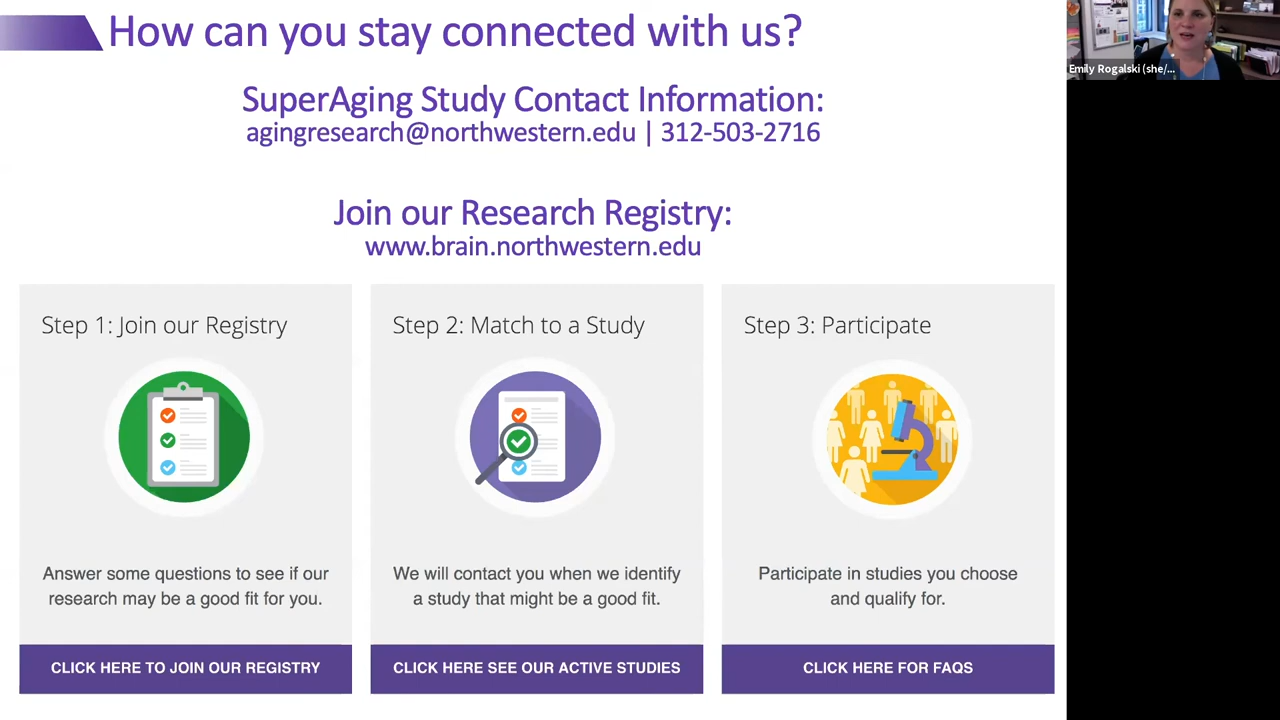 How can you stay connected with us?
Emily Rogalski (she/...
SuperAging Study Contact Information:
agingresearch@northwestern.edu | 312-503-2716
Join our Research Registry:
www.brain.northwestern.edu
Step 1: Join our Registry
Answer some questions to see if our
research may be a good fit for you.
CLICK HERE TO JOIN OUR REGISTRY
Step 2: Match to a Study
We will contact you when we identify
a study that might be a good fit.
CLICK HERE SEE OUR ACTIVE STUDIES
Step 3: Participate
Participate in studies you choose
and qualify for.
CLICK HERE FOR FAQS